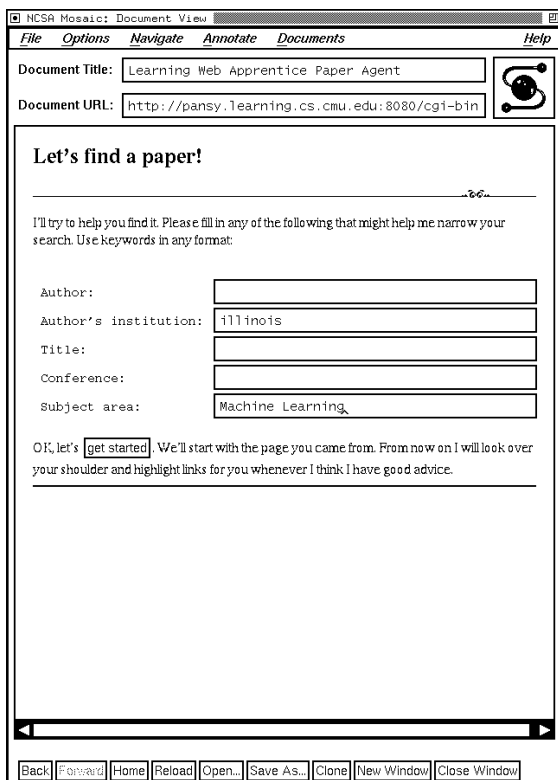 NCSA Mosaic: Document View
File Options Navigate Annotate Documents Help
Document Title: Learning Web Apprentice Paper Agent
Document URL: http://pansy.learning.cs.cmu.edu:8080/cgi-bin
Let's find a paper!
I'll try to help you find it. Please fill in any of the following that might help me narrow your
search. Use keywords in any format:
Author:
Author's institution: illinois
Title:
Conference:
Subject area: Machine Learning
OK, let's get started. We'll start with the page you came from. From now on I will look over
your shoulder and highlight links for you whenever I think I have good advice.
Back Forward Home Reload Open... Save As... Clone New Window Close Window